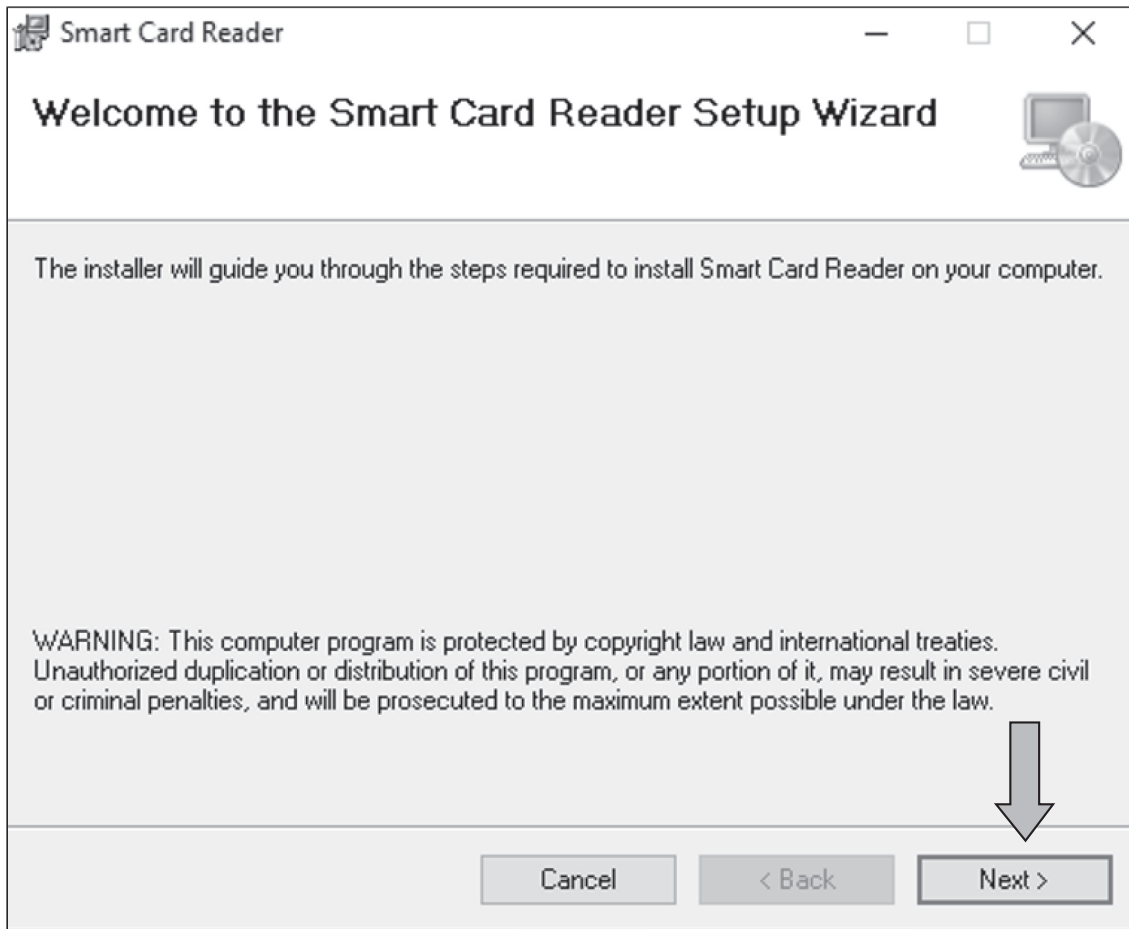 Smart Card Reader
Welcome to the Smart Card Reader Setup Wizard
The installer will guide you through the steps required to install Smart Card Reader on your computer.
WARNING: This computer program is protected by copyright law and international treaties.
Unauthorized duplication or distribution of this program, or any portion of it, may result in severe civil
or criminal penalties, and will be prosecuted to the maximum extent possible under the law.
Cancel
< Back
Next >